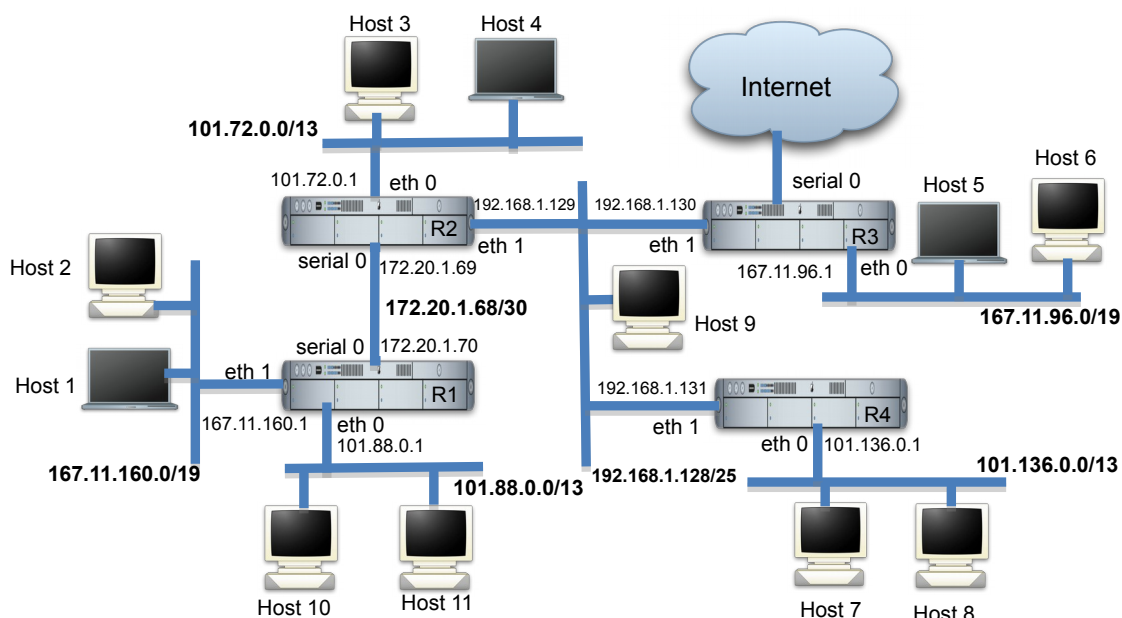 Host 3
Host 4
Internet
101.72.0.0/13
Host 6
Host 5
101.72.0.1
eth 0
serial 0
192.168.1.129
192.168.1.130
R2
R3
eth 1
eth 1
Host 2
serial 0
172.20.1.69
167.11.96.1
eth 0
172.20.1.68/30
Host 9
167.11.96.0/19
serial 0
172.20.1.70
Host 1
eth 1
R1
192.168.1.131
R4
167.11.160.1
eth 0
eth 1
eth 0
101.136.0.1
101.88.0.1
167.11.160.0/19
101.88.0.0/13
192.168.1.128/25
101.136.0.0/13
Host 10
Host 11
Host 7
Host 8